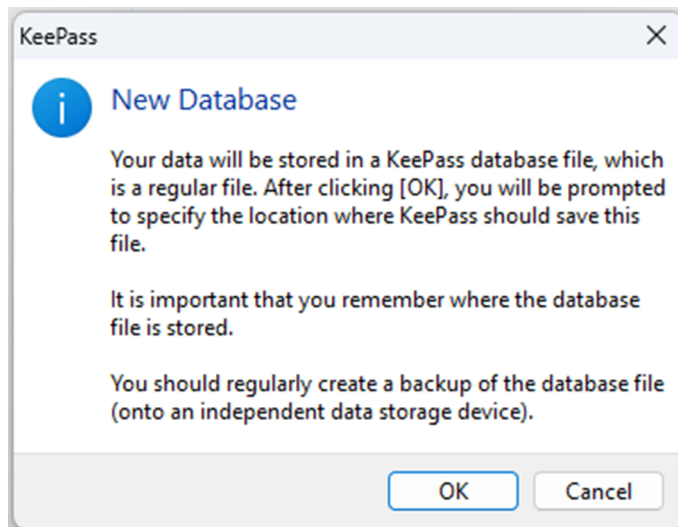 KeePass
New Database
Your data will be stored in a KeePass database file, which
is a regular file. After clicking [OK], you will be prompted
to specify the location where KeePass should save this
file.
It is important that you remember where the database
file is stored.
You should regularly create a backup of the database file
(onto an independent data storage device).
OK
Cancel